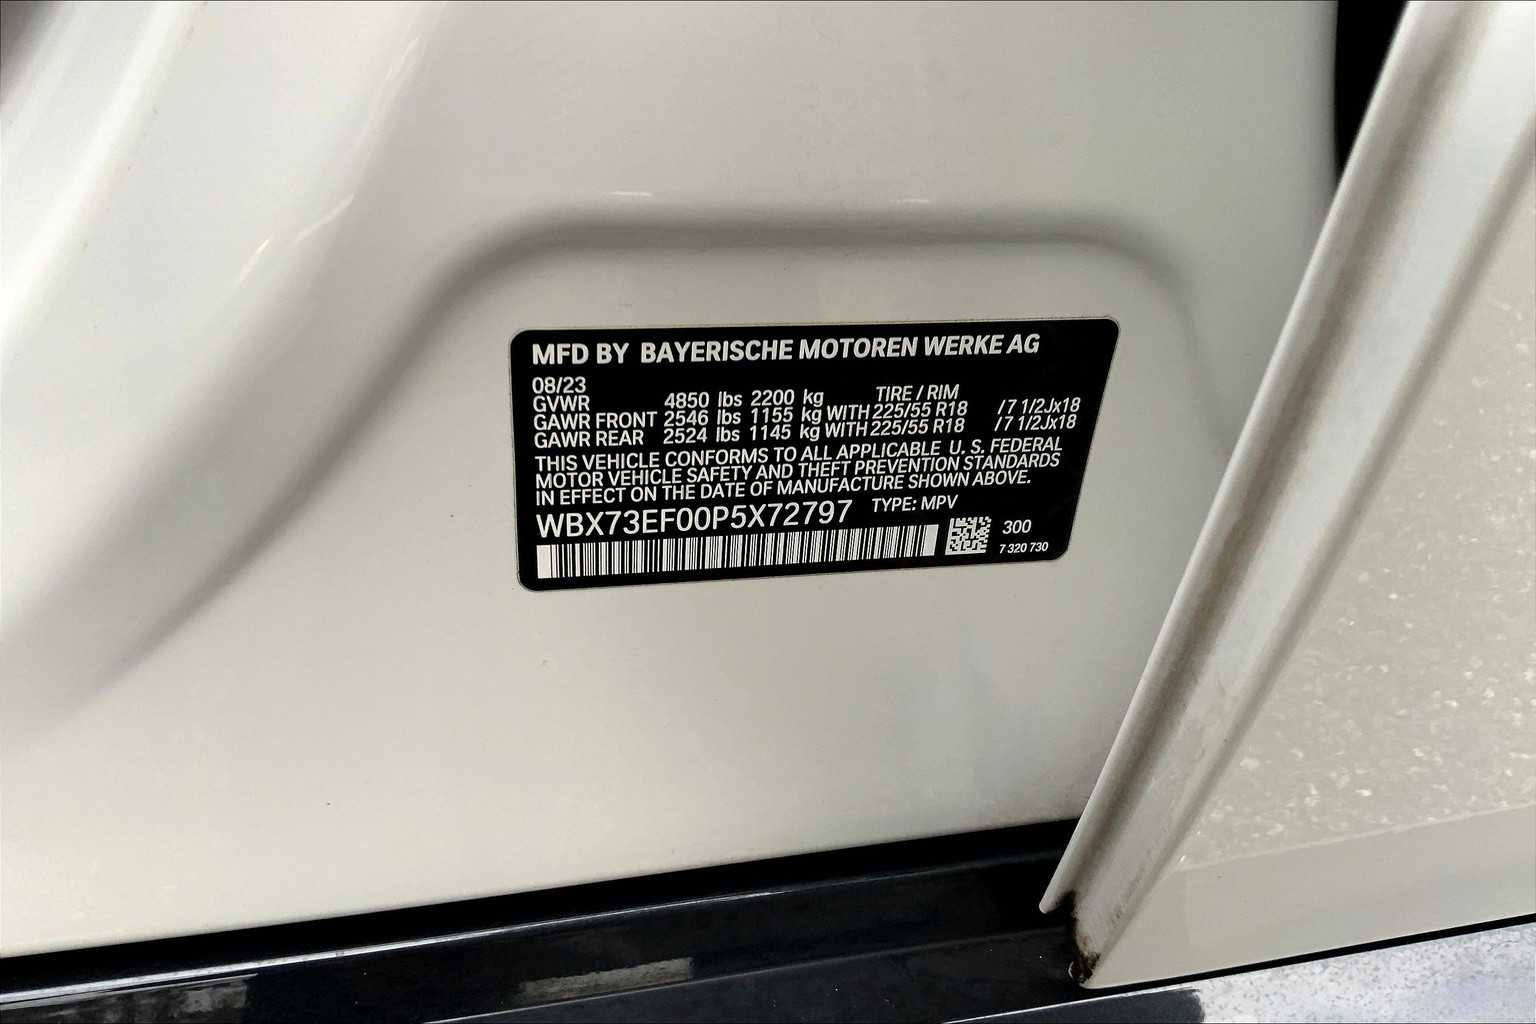 MFD BY BAYERISCHE MOTOREN WERKE AG
08/23
GVWR 4850 lbs 2200 kg TIRE / RIM
GAWR FRONT 2546 lbs 1155 kg WITH 225/55 R18 / 7 1/2Jx18
GAWR REAR 2524 lbs 1145 kg WITH 225/55 R18 / 7 1/2Jx18
THIS VEHICLE CONFORMS TO ALL APPLICABLE U. S. FEDERAL
MOTOR VEHICLE SAFETY AND THEFT PREVENTION STANDARDS
IN EFFECT ON THE DATE OF MANUFACTURE SHOWN ABOVE.
WBX73EF00P5X72797 TYPE: MPV
300
7 320 730